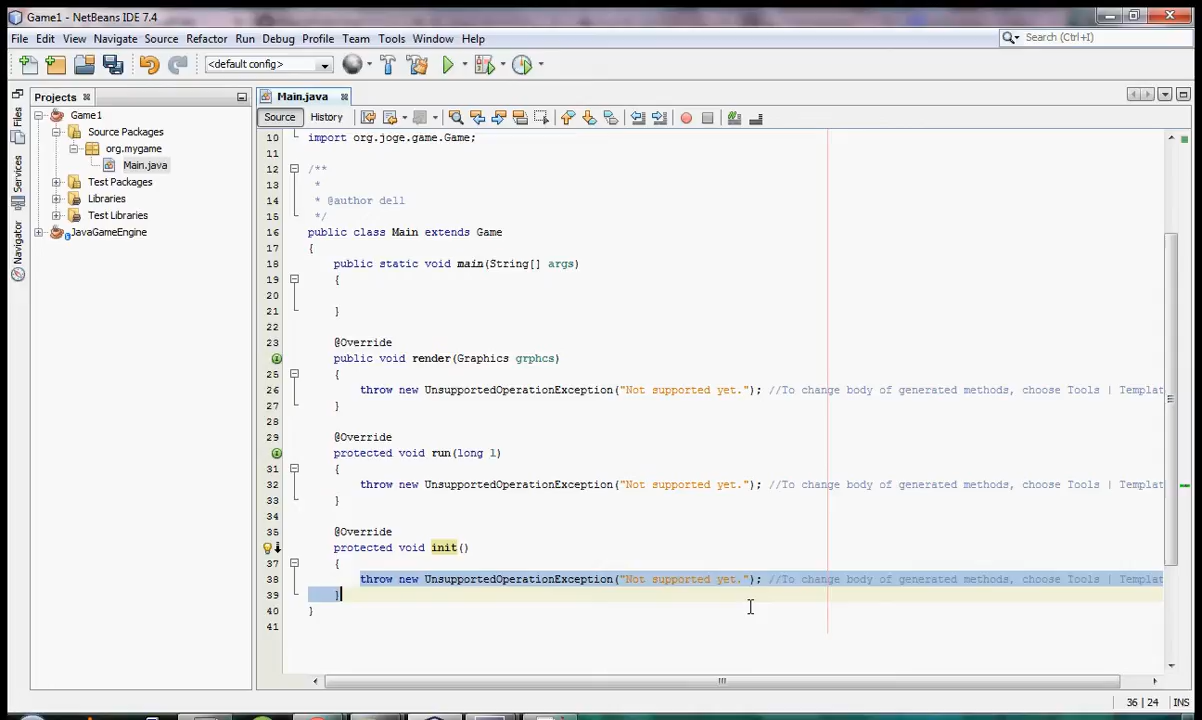 Game1 - NetBeans IDE 7.4
File Edit View Navigate Source Refactor Run Debug Profile Team Tools Window Help
Search (Ctrl+I)
<default config>
Projects
Main.java
Files
Services
Navigator
Game1
Source Packages
org.mygame
Main.java
Test Packages
Libraries
Test Libraries
JavaGameEngine
Source History
10 import org.joge.game.Game;
11
12 /**
13 *
14 * @author dell
15 */
16 public class Main extends Game
17 {
18 public static void main(String[] args)
19 {
20
21 }
22
23 @Override
public void render(Graphics grphcs)
25 {
26 throw new UnsupportedOperationException("Not supported yet."); //To change body of generated methods, choose Tools | Templat
27 }
28
29 @Override
protected void run(long l)
31 {
32 throw new UnsupportedOperationException("Not supported yet."); //To change body of generated methods, choose Tools | Templat
33 }
34
35 @Override
protected void init()
37 {
38 throw new UnsupportedOperationException("Not supported yet."); //To change body of generated methods, choose Tools | Templat
39 }
40 }
41
36 | 24 INS